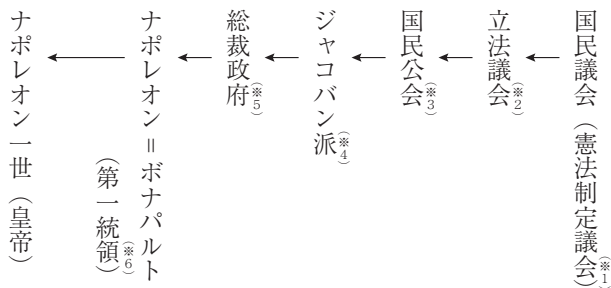 国民議会（憲法制定議会）（※1）
立法議会（※2）
国民公会（※3）
ジャコバン派（※4）
総裁政府（※5）
ナポレオン＝ボナパルト
（第一統領）（※6）
ナポレオン一世（皇帝）